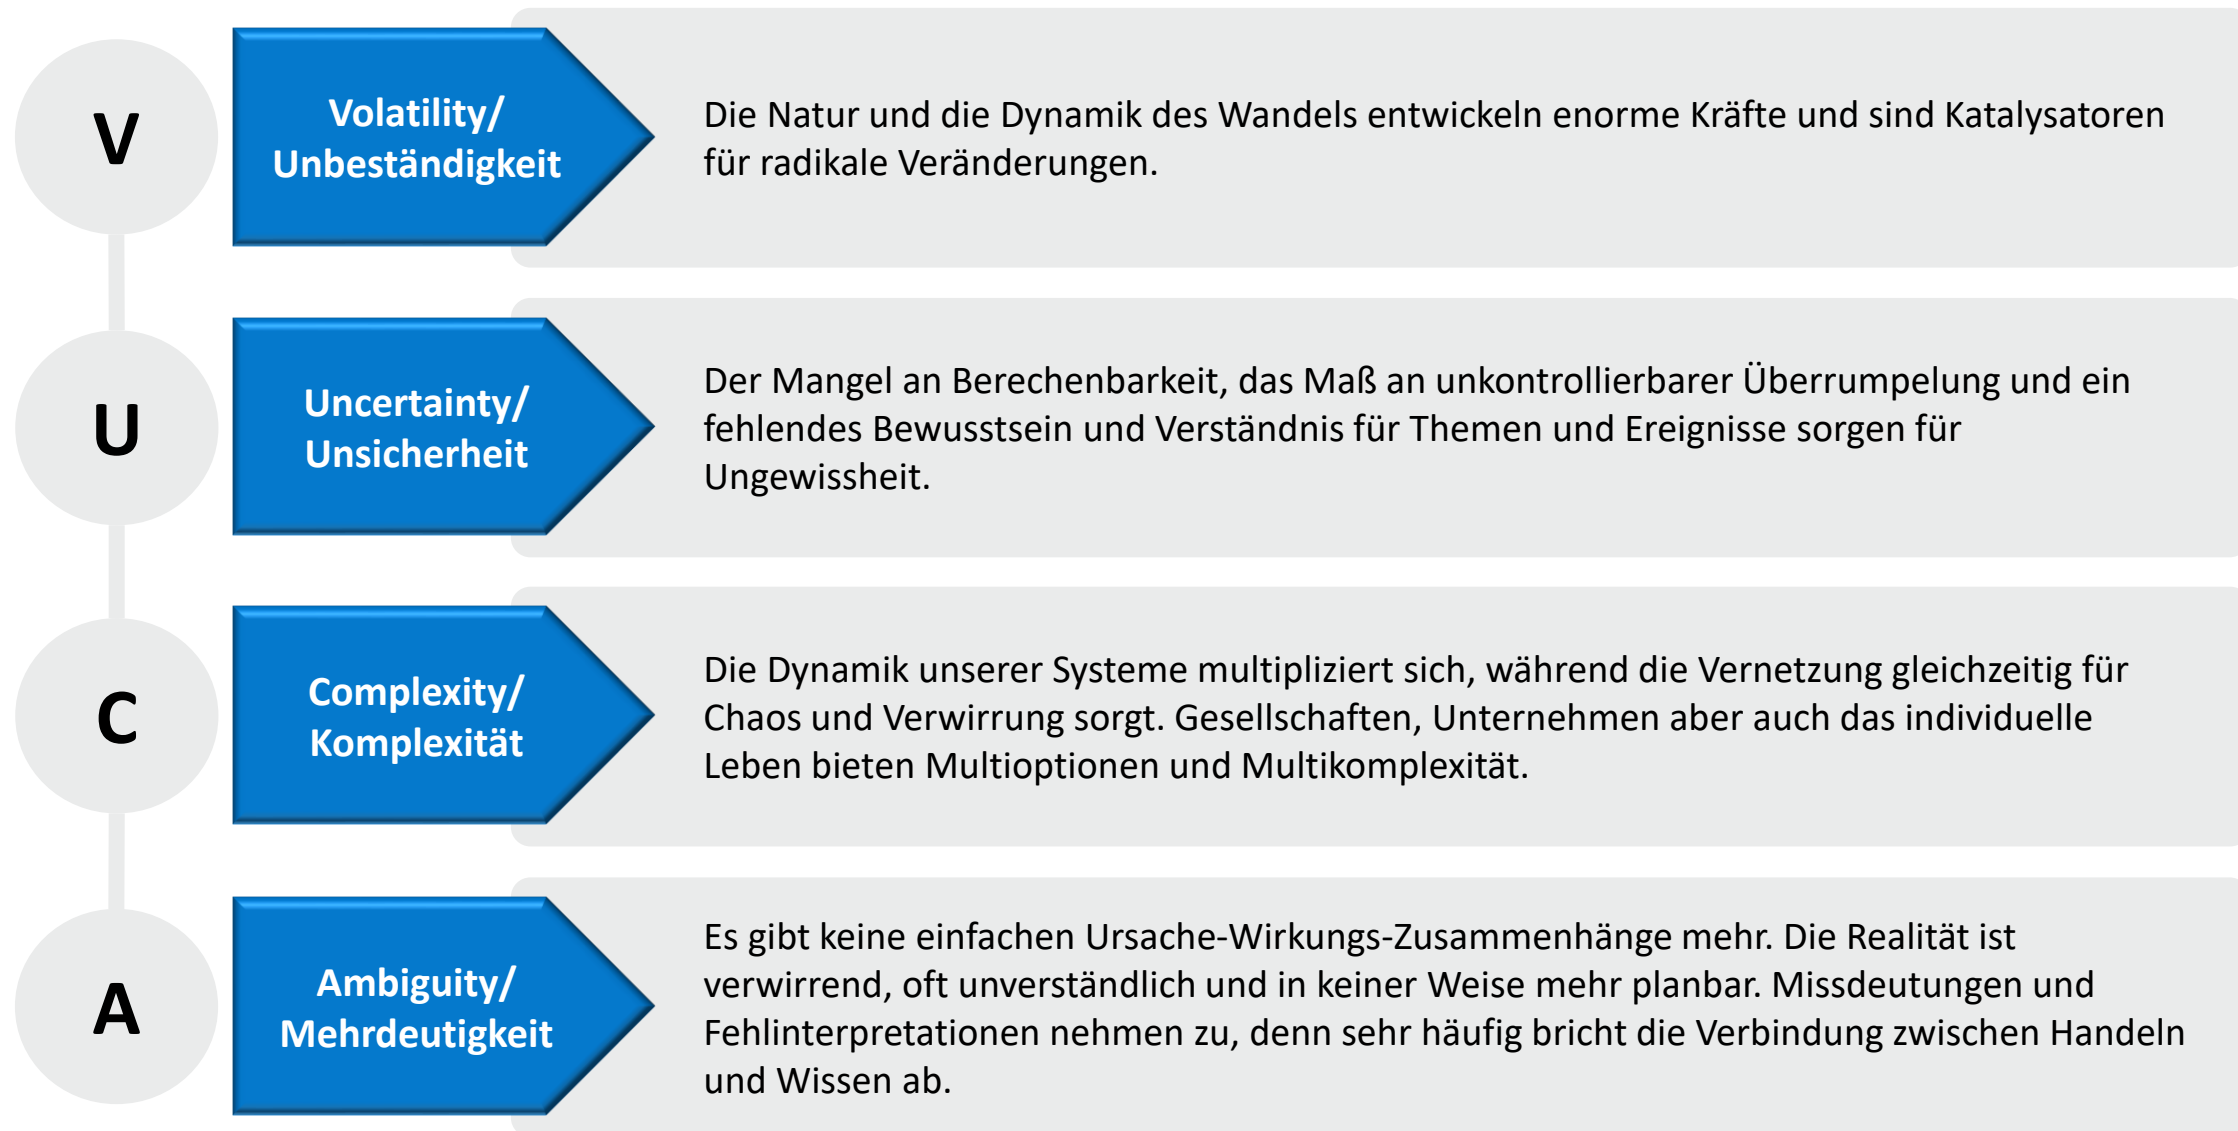 V
Volatility/
Unbeständigkeit
Die Natur und die Dynamik des Wandels entwickeln enorme Kräfte und sind Katalysatoren
für radikale Veränderungen.
U
Uncertainty/
Unsicherheit
Der Mangel an Berechenbarkeit, das Maß an unkontrollierbarer Überrumpelung und ein
fehlendes Bewusstsein und Verständnis für Themen und Ereignisse sorgen für
Ungewissheit.
C
Complexity/
Komplexität
Die Dynamik unserer Systeme multipliziert sich, während die Vernetzung gleichzeitig für
Chaos und Verwirrung sorgt. Gesellschaften, Unternehmen aber auch das individuelle
Leben bieten Multioptionen und Multikomplexität.
A
Ambiguity/
Mehrdeutigkeit
Es gibt keine einfachen Ursache-Wirkungs-Zusammenhänge mehr. Die Realität ist
verwirrend, oft unverständlich und in keiner Weise mehr planbar. Missdeutungen und
Fehlinterpretationen nehmen zu, denn sehr häufig bricht die Verbindung zwischen Handeln
und Wissen ab.